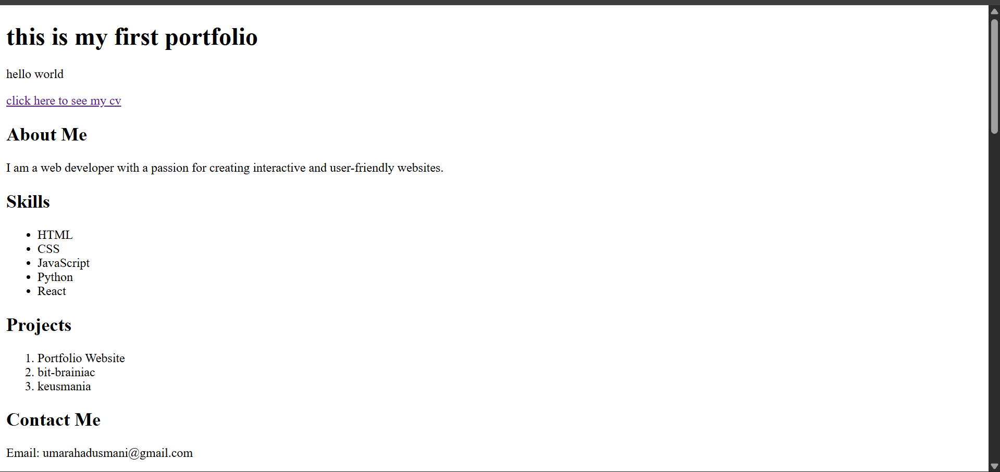 this is my first portfolio
hello world
click here to see my cv
About Me
I am a web developer with a passion for creating interactive and user-friendly websites.
Skills
• HTML
• CSS
• JavaScript
• Python
• React
Projects
1. Portfolio Website
2. bit-brainiac
3. keusmania
Contact Me
Email: umarahadusmani@gmail.com